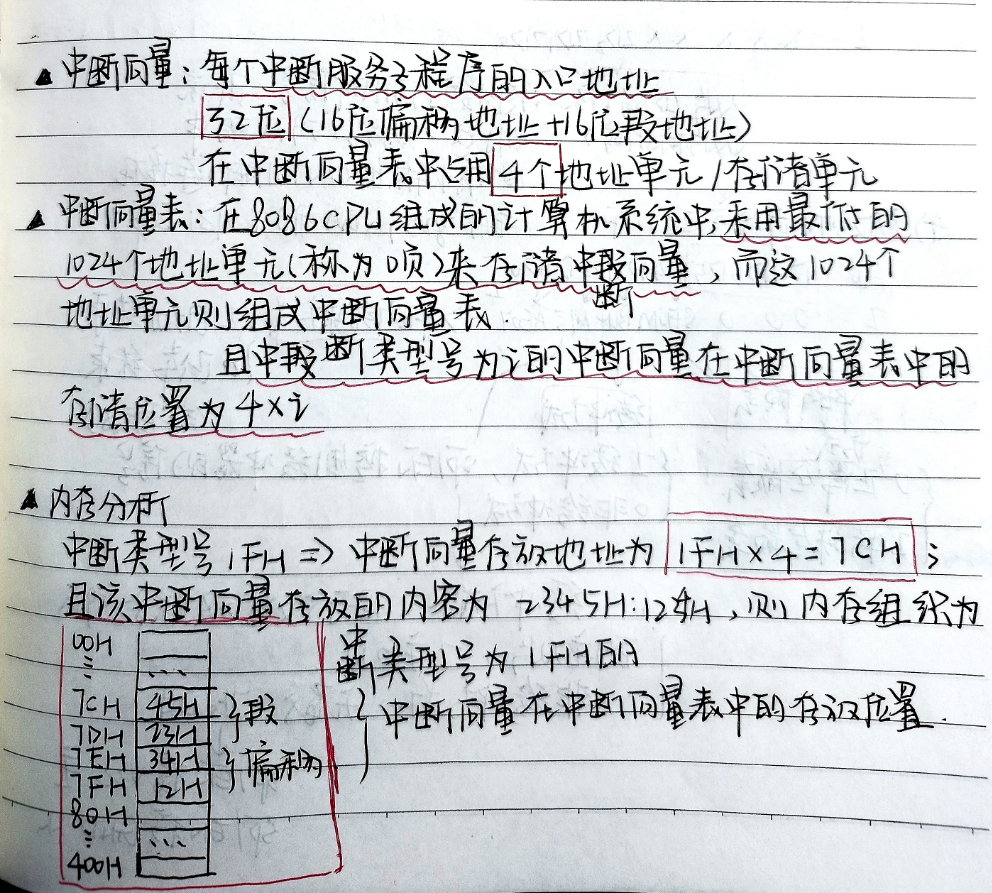 ▲ 中断向量：每个中断服务子程序的入口地址
32位（16位偏移地址+16位段地址）
在中断向量表中占用4个地址单元/存储单元
▲ 中断向量表：在8086CPU组成的计算机系统中，采用最低的
1024个地址单元（称为0页）来存储中断向量，而这1024个
地址单元则组成中断向量表.
且中断类型号为i的中断向量在中断向量表中的
存储位置为4×i
▲ 内存分析
中断类型号1FH => 中断向量存放地址为 1FH×4=7CH；
且该中断向量存放的内容为2345H:1234H，则内存组织为
00H
⋮ ...
7CH 45H
7DH 23H
} 段
7EH 34H
7FH 12H
} 偏移
80H
⋮ ...
400H
中断类型号为1FH的
中断向量在中断向量表中的存放位置.